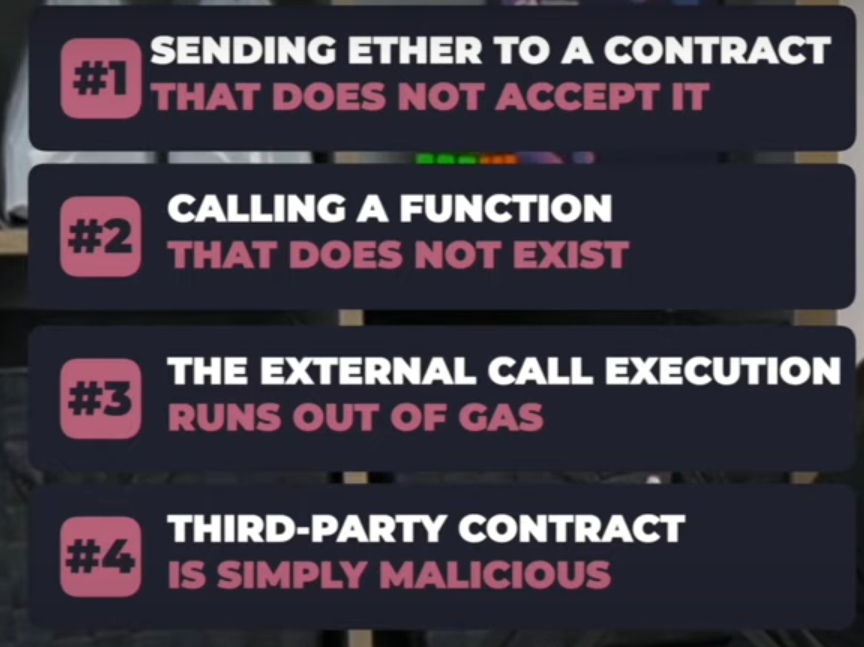 #1
SENDING ETHER TO A CONTRACT
THAT DOES NOT ACCEPT IT
#2
CALLING A FUNCTION
THAT DOES NOT EXIST
#3
THE EXTERNAL CALL EXECUTION
RUNS OUT OF GAS
#4
THIRD-PARTY CONTRACT
IS SIMPLY MALICIOUS